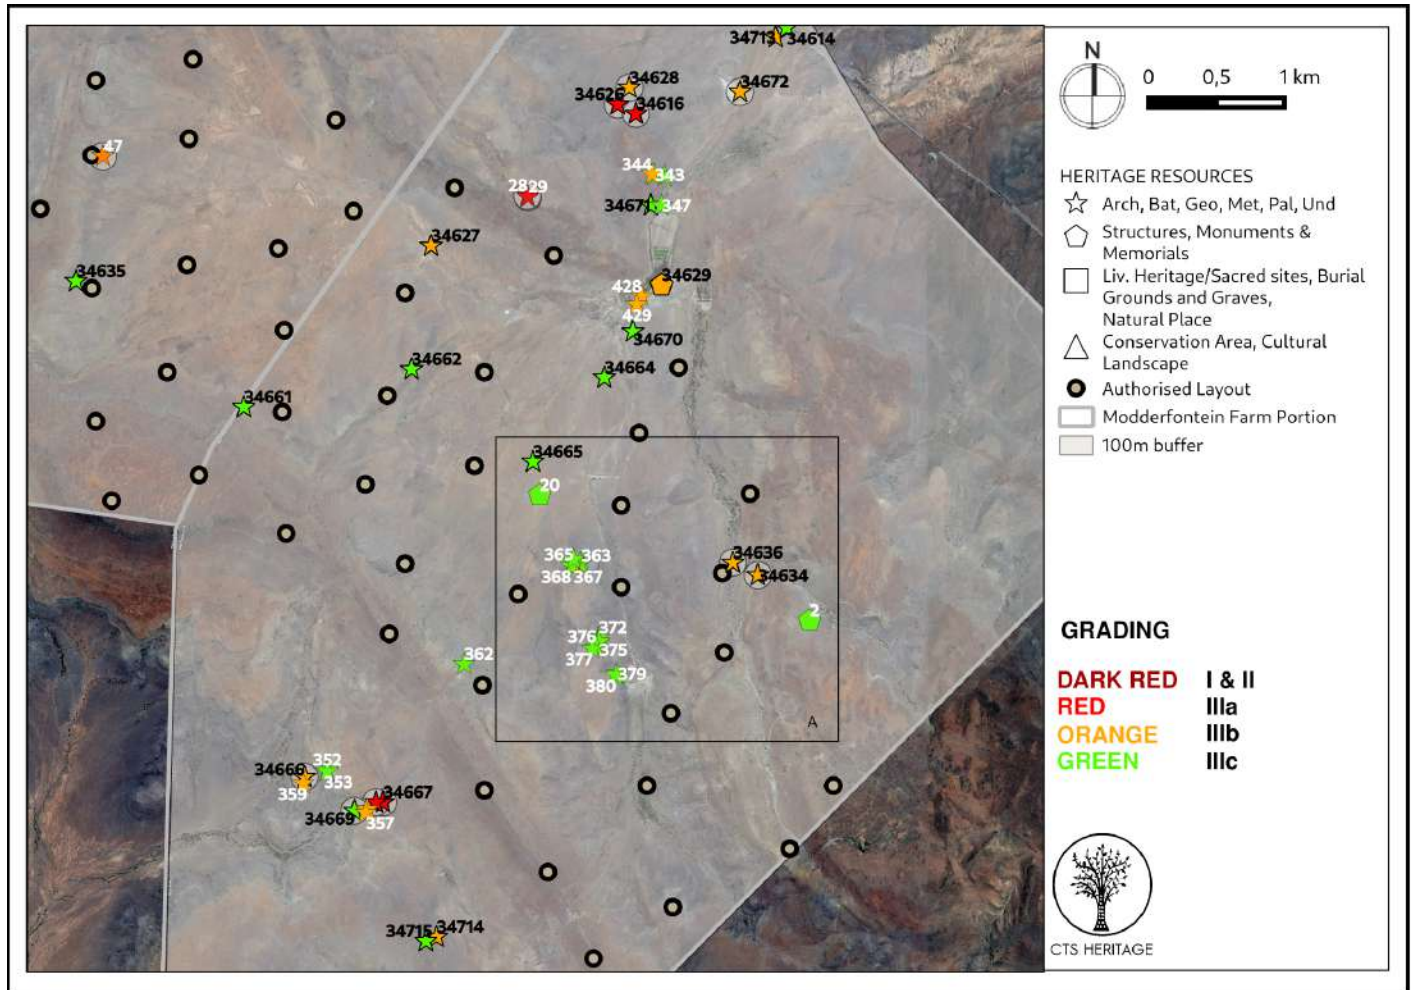 34713
34614
34628
34626
34616
34672
47
344
343
2829
34671
347
34627
34635
34629
428
429
34670
34662
34664
34661
34665
20
365
363
368
367
34636
34634
2
376
372
377
375
379
380
362
A
34666
352
353
359
34667
34669
357
34715
34714
N
0 0,5 1 km
HERITAGE RESOURCES
Arch, Bat, Geo, Met, Pal, Und
Structures, Monuments &
Memorials
Liv. Heritage/Sacred sites, Burial
Grounds and Graves,
Natural Place
Conservation Area, Cultural
Landscape
Authorised Layout
Modderfontein Farm Portion
100m buffer
GRADING
DARK RED I & II
RED IIIa
ORANGE IIIb
GREEN IIIc
CTS HERITAGE